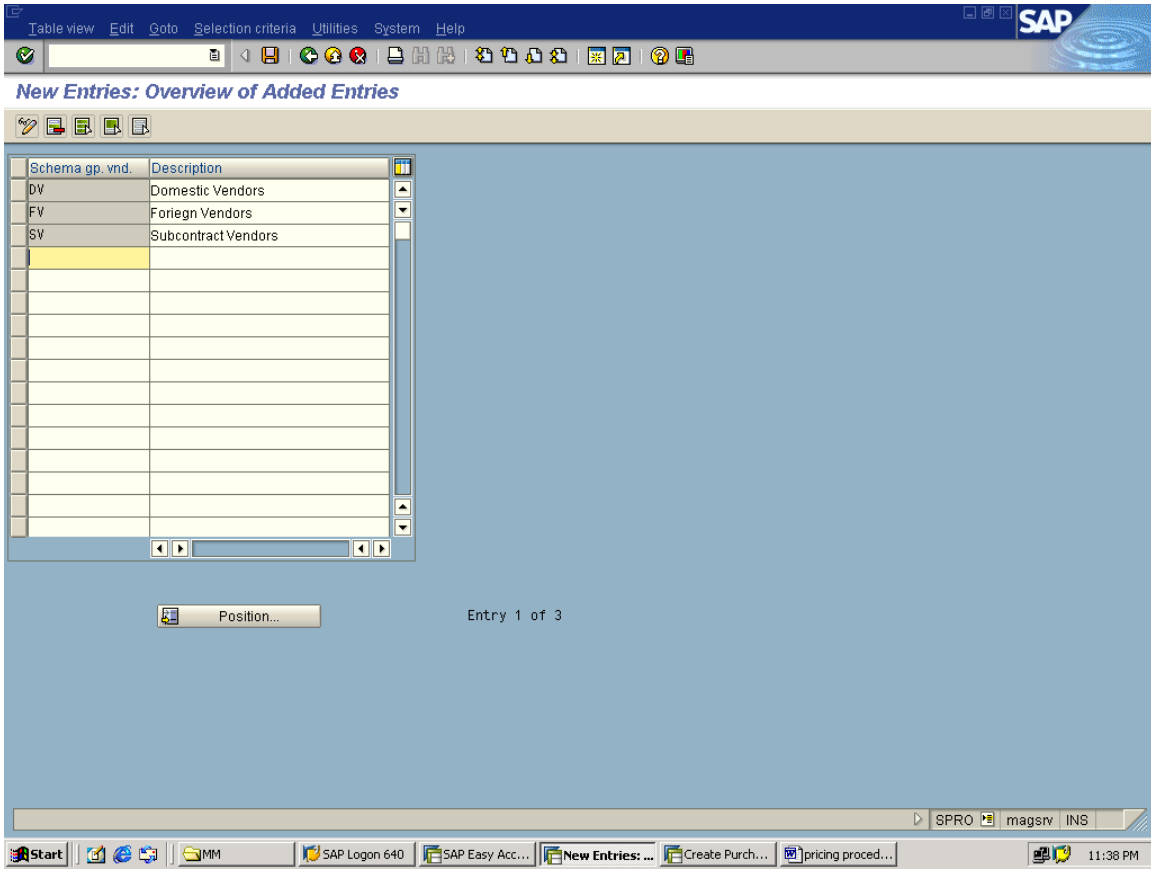 Table view Edit Goto Selection criteria Utilities System Help
SAP
New Entries: Overview of Added Entries
Schema gp. vnd. Description
DV Domestic Vendors
FV Foriegn Vendors
SV Subcontract Vendors
Position... Entry 1 of 3
SPRO magsrv INS
Start MM SAP Logon 640 SAP Easy Acc... New Entries: ... Create Purch... pricing proced... 11:38 PM